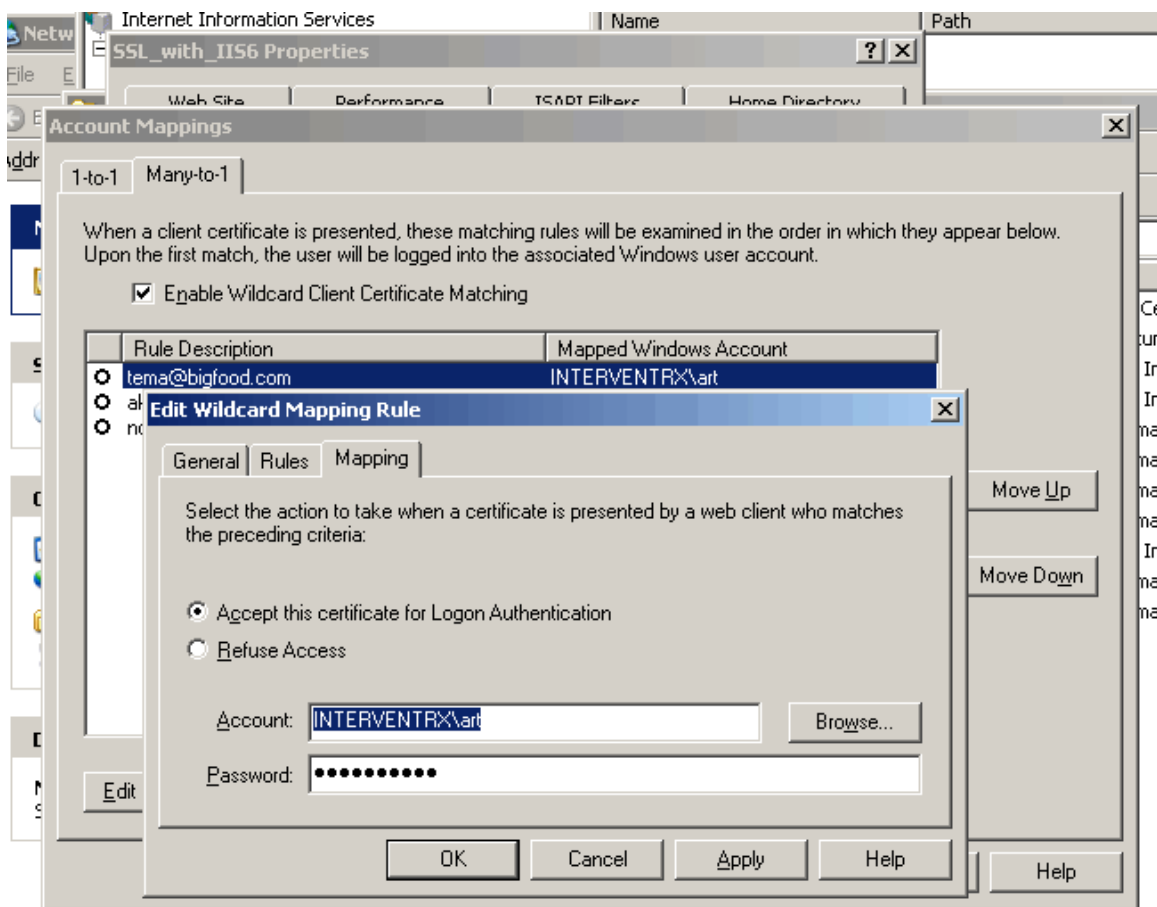 Internet Information Services
Name
Path
Netw
SSL_with_IIS6 Properties
File E
Web Site Performance ISAPI Filters Home Directory
Account Mappings
Addr
1-to-1 Many-to-1
When a client certificate is presented, these matching rules will be examined in the order in which they appear below.
Upon the first match, the user will be logged into the associated Windows user account.
Enable Wildcard Client Certificate Matching
Rule Description Mapped Windows Account
tema@bigfood.com INTERVENTRX\art
Edit Wildcard Mapping Rule
General Rules Mapping
Select the action to take when a certificate is presented by a web client who matches
the preceding criteria:
Accept this certificate for Logon Authentication
Refuse Access
Account: INTERVENTRX\art Browse...
Password: ••••••••••
OK Cancel Apply Help
Move Up
Move Down
Edit
Help